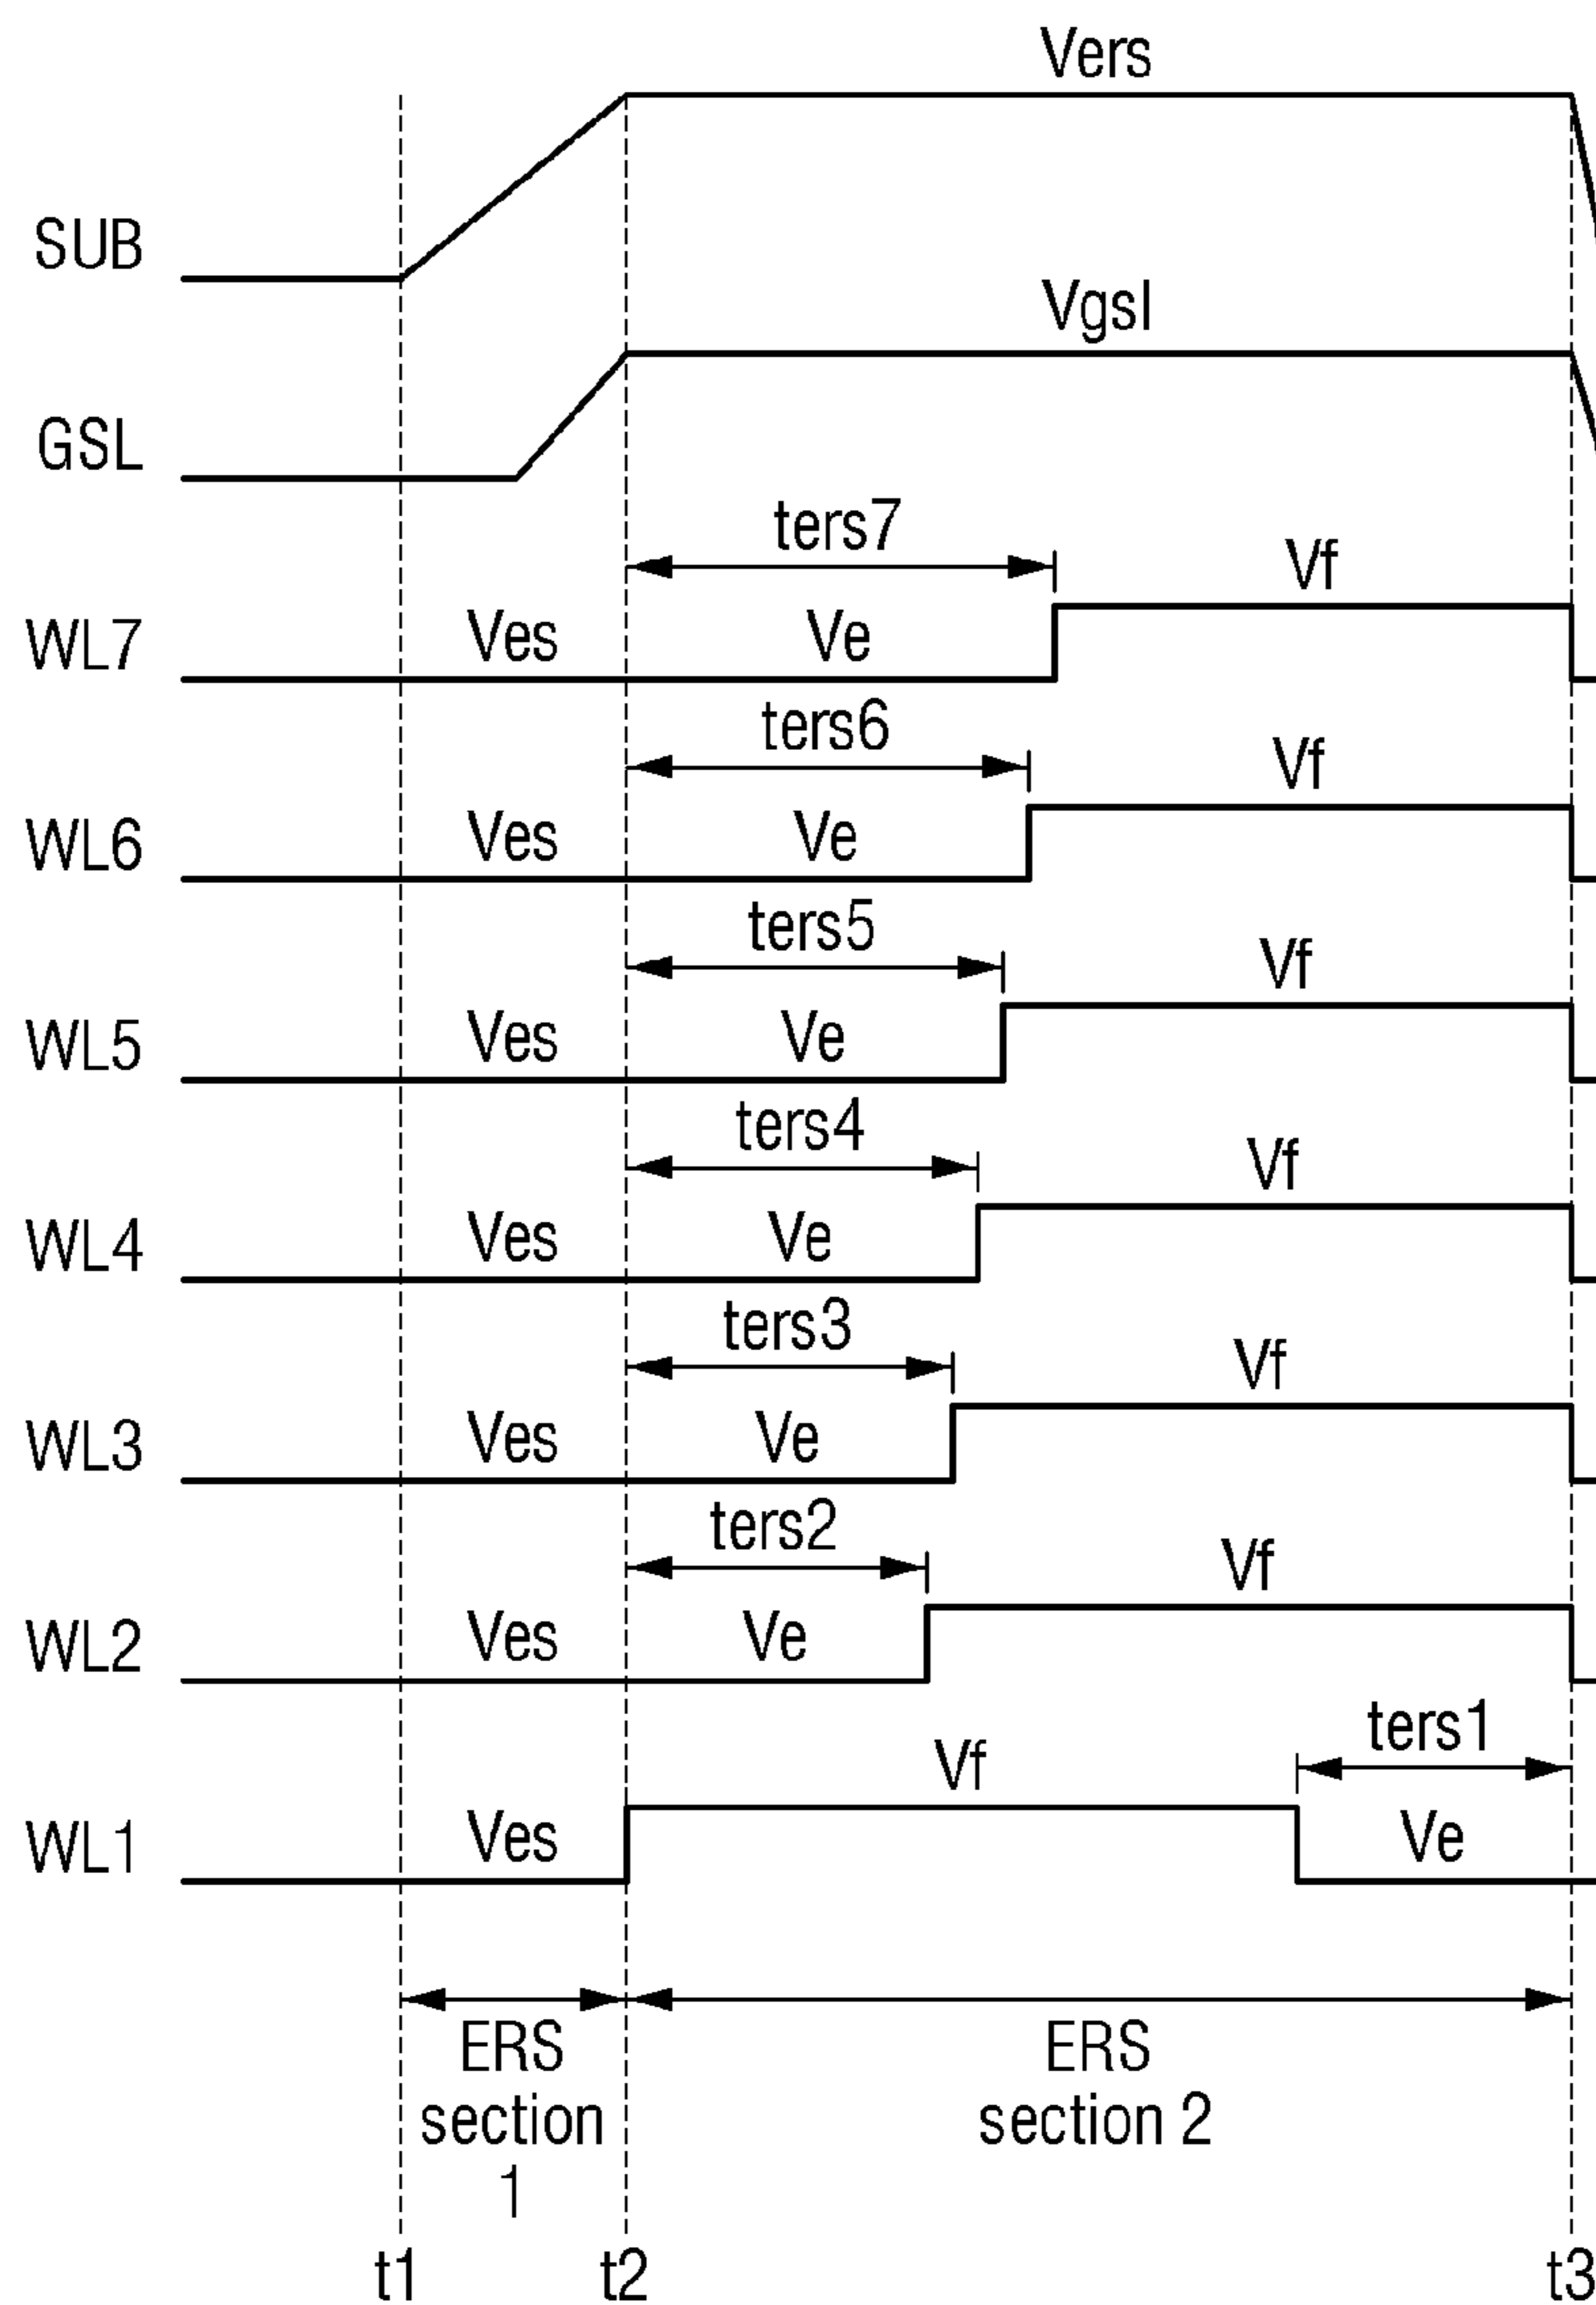 Vers
SUB
Vgsl
GSL
ters7
Vf
WL7 Ves Ve
ters6
Vf
WL6 Ves Ve
ters5
Vf
WL5 Ves Ve
ters4
Vf
WL4 Ves Ve
ters3
Vf
WL3 Ves Ve
ters2
Vf
WL2 Ves Ve
ters1
Vf
WL1 Ves Ve
ERS
section
1
ERS
section 2
t1 t2 t3